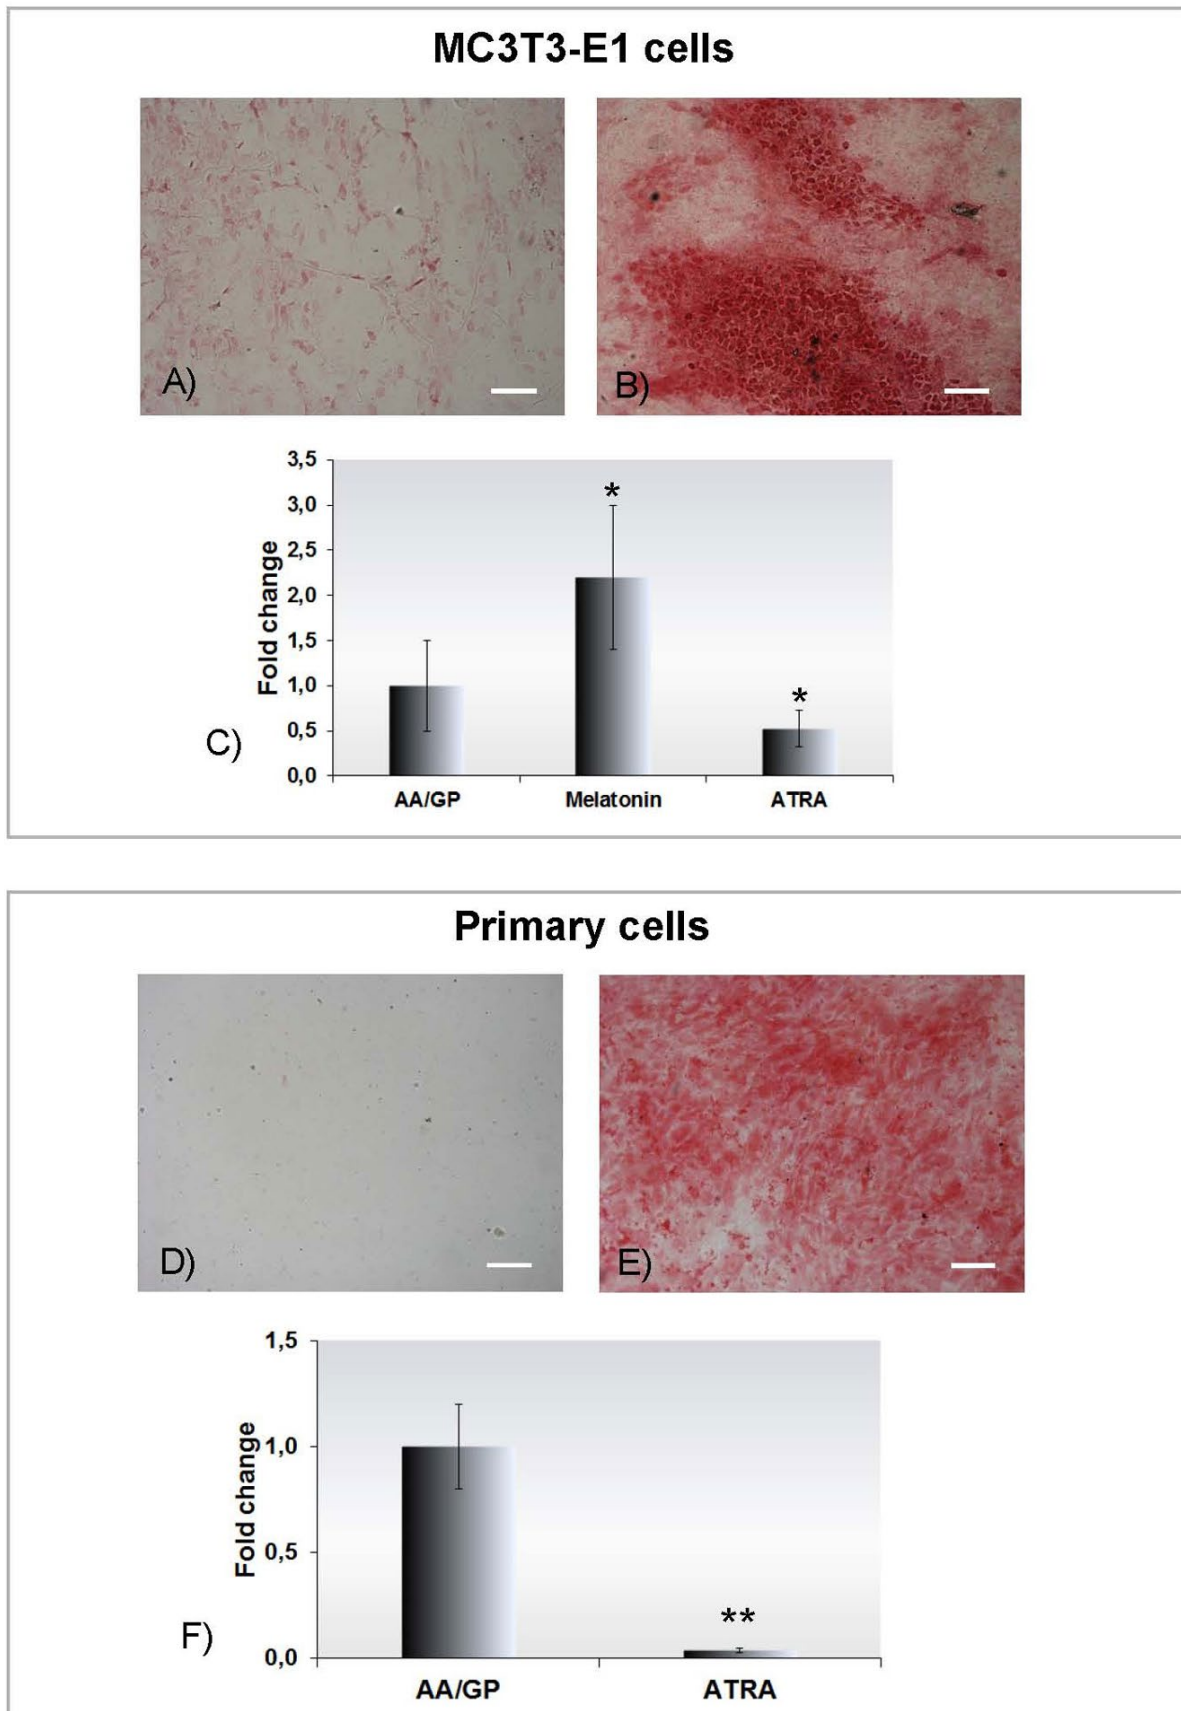 MC3T3-E1 cells
A)
B)
3,5
3,0
2,5
2,0
1,5
1,0
0,5
0,0
Fold change
*
*
C)
AA/GP Melatonin ATRA
Primary cells
D)
E)
1,5
1,0
0,5
0,0
Fold change
**
F)
AA/GP ATRA